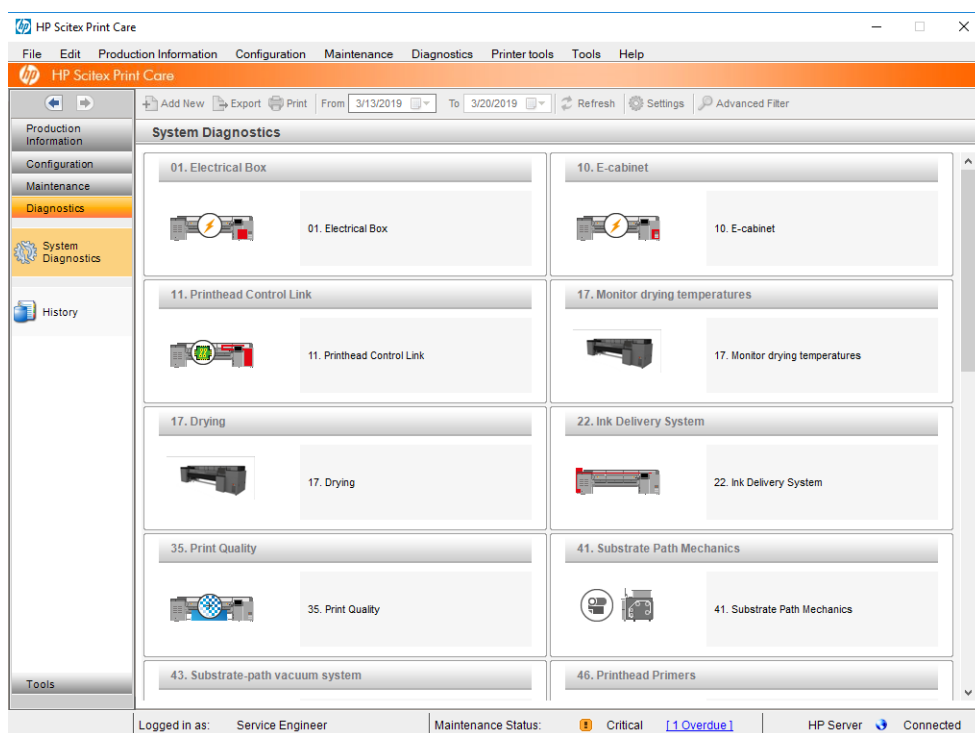 HP Scitex Print Care
File Edit Production Information Configuration Maintenance Diagnostics Printer tools Tools Help
hp HP Scitex Print Care
Add New Export Print From 3/13/2019 To 3/20/2019 Refresh Settings Advanced Filter
Production
Information
Configuration
Maintenance
Diagnostics
System
Diagnostics
History
Tools
System Diagnostics
01. Electrical Box
01. Electrical Box
10. E-cabinet
10. E-cabinet
11. Printhead Control Link
11. Printhead Control Link
17. Monitor drying temperatures
17. Monitor drying temperatures
17. Drying
17. Drying
22. Ink Delivery System
22. Ink Delivery System
35. Print Quality
35. Print Quality
41. Substrate Path Mechanics
41. Substrate Path Mechanics
43. Substrate-path vacuum system
46. Printhead Primers
Logged in as: Service Engineer Maintenance Status: Critical [ 1 Overdue ] HP Server Connected